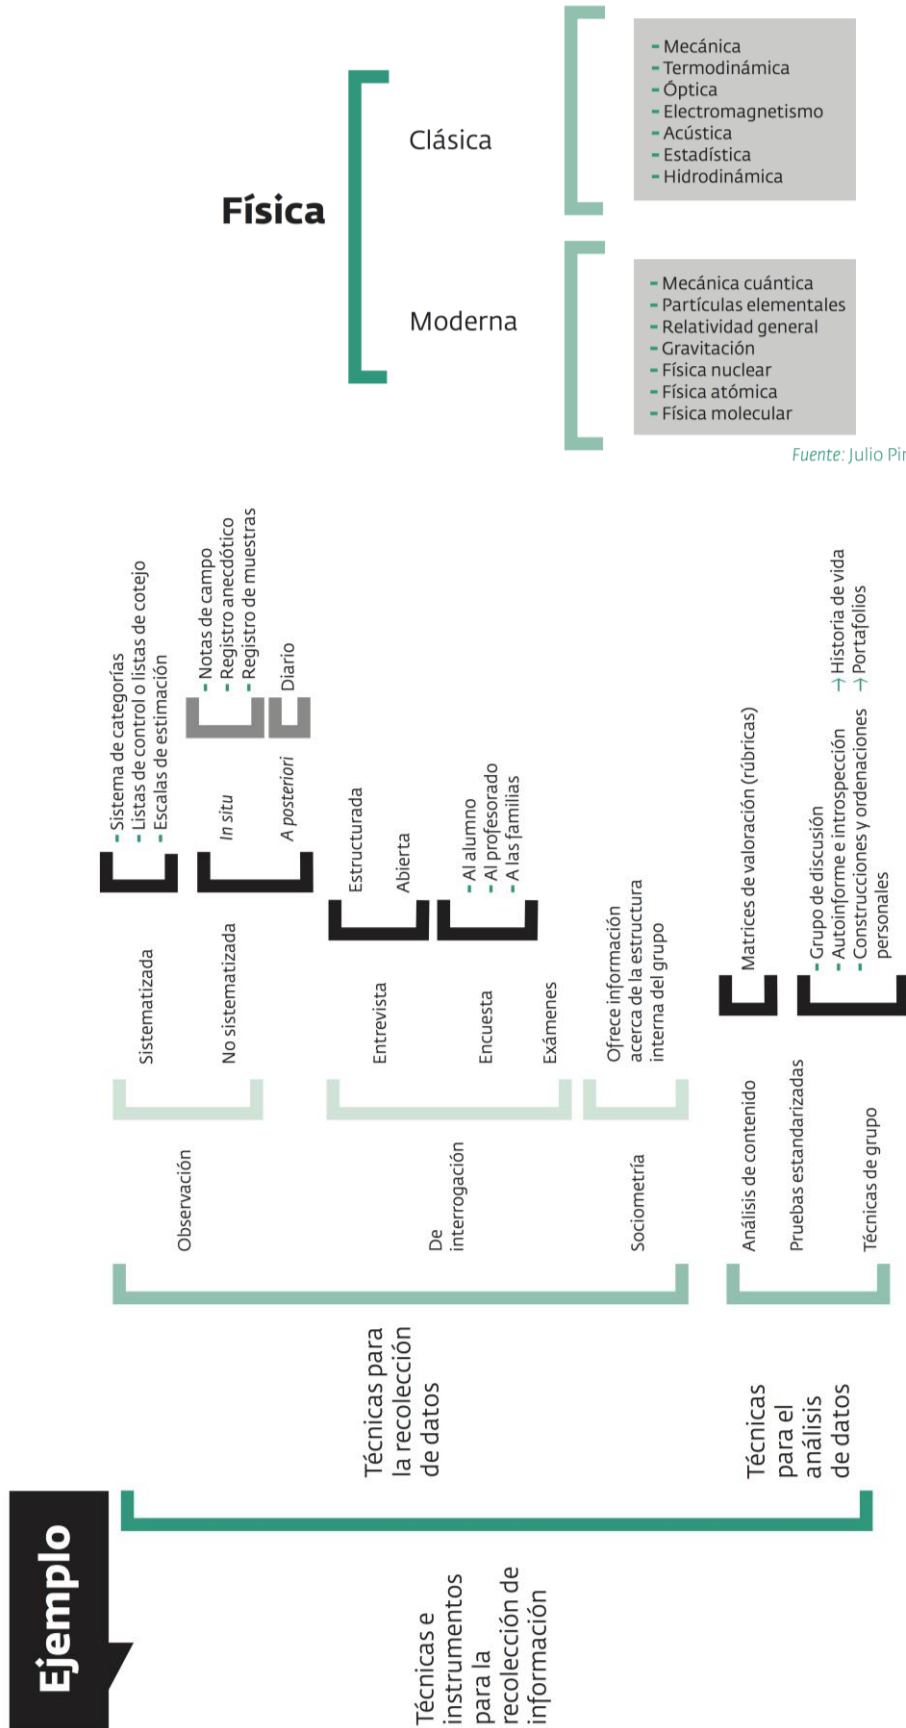 Física
Clásica
- Mecánica
- Termodinámica
- Óptica
- Electromagnetismo
- Acústica
- Estadística
- Hidrodinámica
Moderna
- Mecánica cuántica
- Partículas elementales
- Relatividad general
- Gravitación
- Física nuclear
- Física atómica
- Física molecular
Fuente: Julio Pi
Ejemplo
Técnicas e
instrumentos
para la
recolección de
información
Técnicas para
la recolección
de datos
Observación
Sistematizada
- Sistema de categorías
- Listas de control o listas de cotejo
- Escalas de estimación
No sistematizada
In situ
- Notas de campo
- Registro anecdótico
- Registro de muestras
A posteriori
Diario
De
interrogación
Entrevista
Estructurada
Abierta
Encuesta
- Al alumno
- Al profesorado
- A las familias
Exámenes
Sociometría
Ofrece información
acerca de la estructura
interna del grupo
Técnicas
para el
análisis
de datos
Análisis de contenido
Matrices de valoración (rúbricas)
Pruebas estandarizadas
Técnicas de grupo
- Grupo de discusión
- Autoinforme e introspección → Historia de vida
- Construcciones y ordenaciones → Portafolios
personales